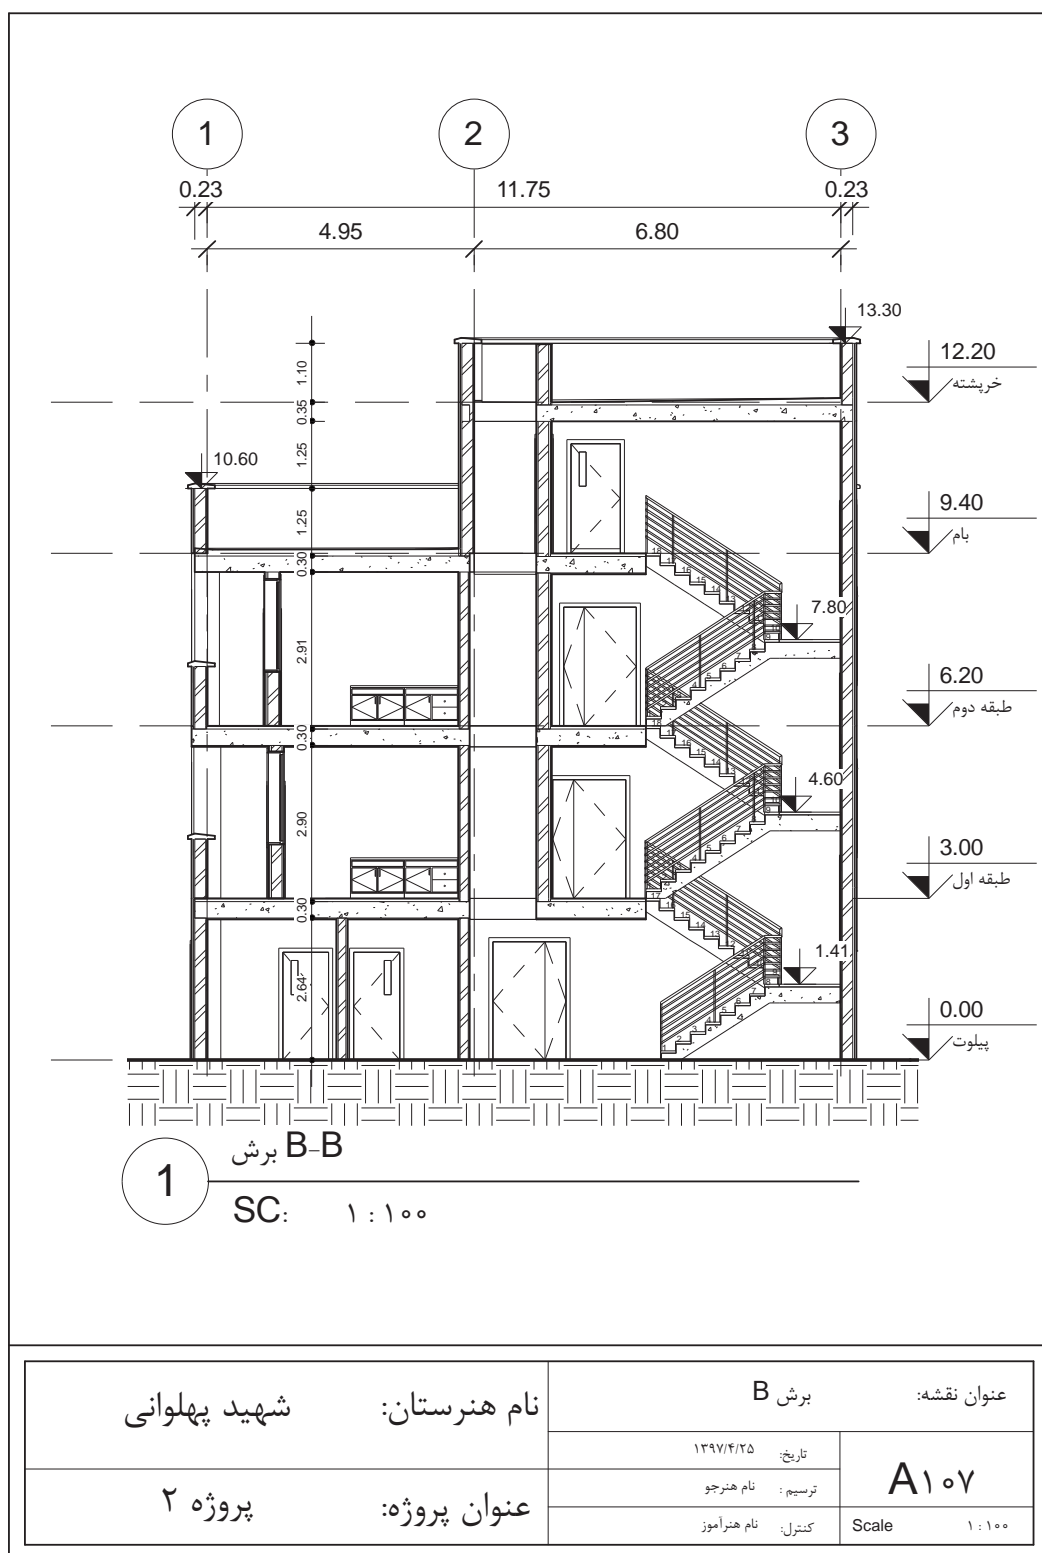 1 2 3
0.23 11.75 0.23
4.95 6.80
13.30
12.20
خرپشته
1.10
0.35
1.25
10.60
1.25
9.40
بام
0.30
7.80
2.91
6.20
طبقه دوم
0.30
4.60
2.90
3.00
طبقه اول
0.30
1.41
2.64
0.00
پیلوت
برش B-B
1
SC: ۱ : ۱۰۰
نام هنرستان: شهید پهلوانی
عنوان پروژه: پروژه ۲
عنوان نقشه: برش B
تاریخ: ۱۳۹۷/۴/۲۵
ترسیم : نام هنرجو
کنترل: نام هنرآموز
A۱۰۷
Scale ۱ : ۱۰۰